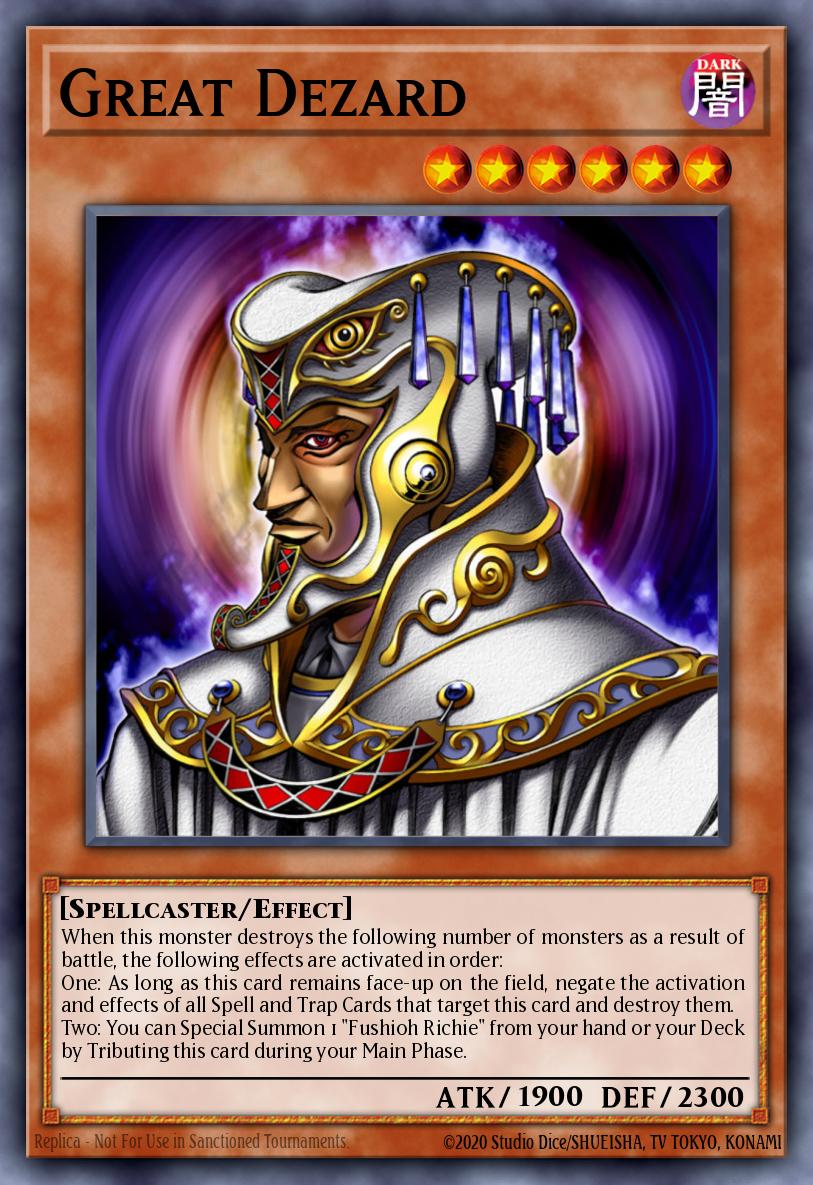 Great Dezard
DARK
闇
[Spellcaster/Effect]
When this monster destroys the following number of monsters as a result of
battle, the following effects are activated in order:
One: As long as this card remains face-up on the field, negate the activation
and effects of all Spell and Trap Cards that target this card and destroy them.
Two: You can Special Summon 1 "Fushioh Richie" from your hand or your Deck
by Tributing this card during your Main Phase.
ATK/1900 DEF/2300
Replica - Not For Use in Sanctioned Tournaments.
©2020 Studio Dice/SHUEISHA, TV TOKYO, KONAMI